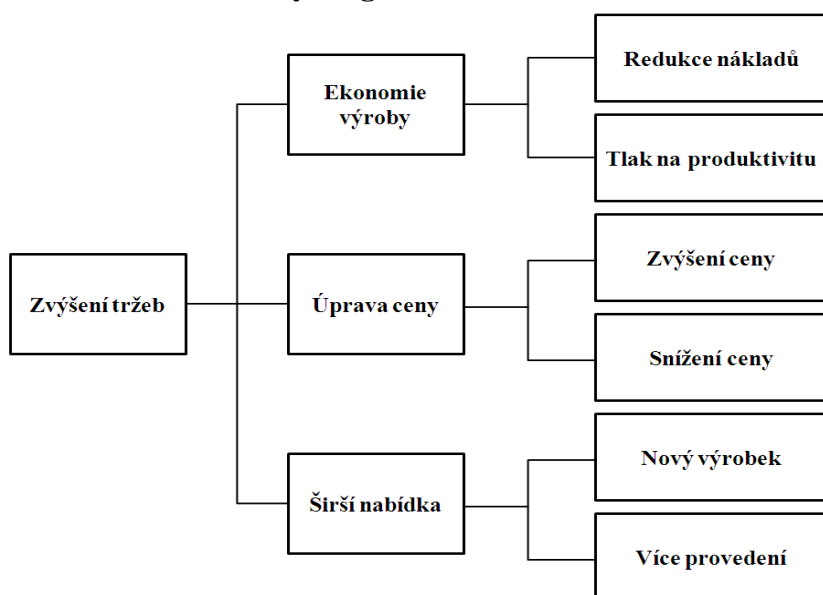 Ekonomie
výroby
Redukce nákladů
Tlak na produktivitu
Zvýšení tržeb
Úprava ceny
Zvýšení ceny
Snížení ceny
Širší nabídka
Nový výrobek
Více provedení